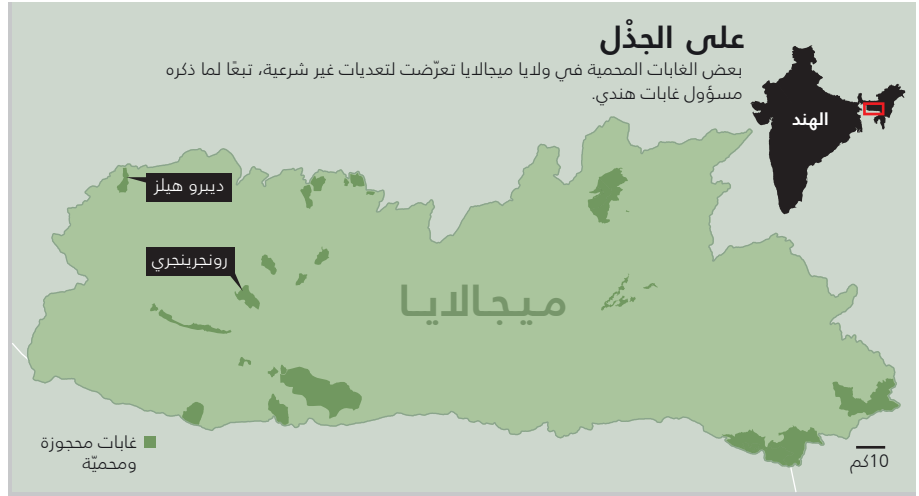 على الجذْل
بعض الغابات المحمية في ولايا ميجالايا تعرّضت لتعديات غير شرعية، تبعًا لما ذكره
مسؤول غابات هندي.
الهند
ديبرو هيلز
رونجرينجري
ميجالايا
غابات محجوزة
ومحميّة
10كم